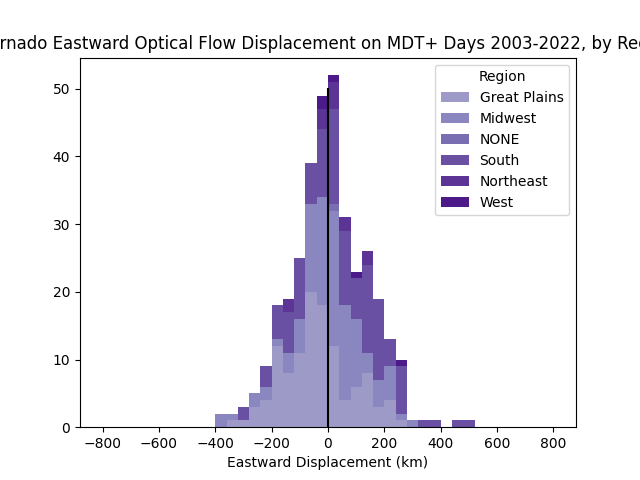 rnado Eastward Optical Flow Displacement on MDT+ Days 2003-2022, by Re
Region
Great Plains
Midwest
NONE
South
Northeast
West
50
40
30
20
10
0
−800 −600 −400 −200 0 200 400 600 800
Eastward Displacement (km)